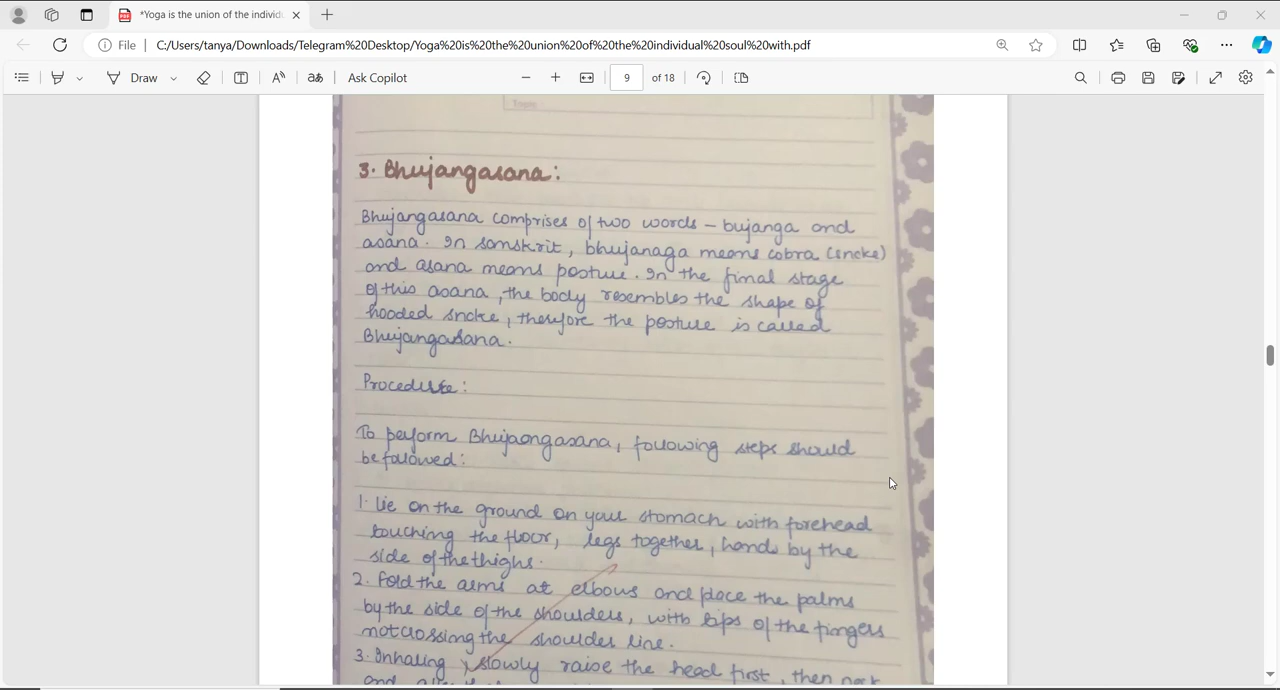 *Yoga is the union of the individ
File
C:/Users/tanya/Downloads/Telegram%20Desktop/Yoga%20is%20the%20union%20of%20the%20individual%20soul%20with.pdf
Draw
Ask Copilot
9 of 18
Topic
3. Bhujangasana:
Bhujangasana comprises of two words – bujanga and
asana. In sanskrit, bhujanaga means cobra (snake)
and asana means posture. In the final stage
of this asana, the body resembles the shape of
hooded snake, therefore the posture is called
Bhujangasana.
Procedure:
To perform Bhujaongasana, following steps should
be followed:
1. Lie on the ground on your stomach with forehead
touching the floor, legs together, hands by the
side of the thighs.
2. Fold the arms at elbows and place the palms
by the side of the shoulders, with tips of the fingers
not crossing the shoulder line.
3. Inhaling, slowly raise the head first, then neck
and